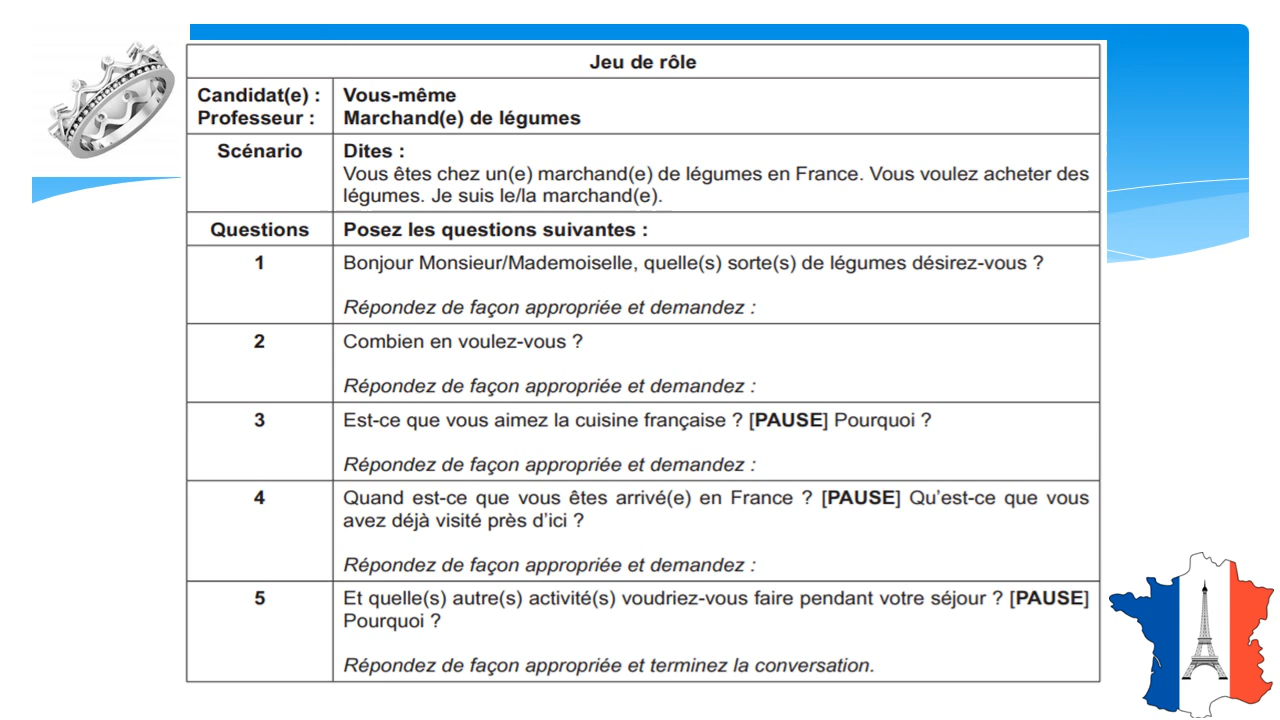 Jeu de rôle
Candidat(e) : Vous-même
Professeur : Marchand(e) de légumes
Scénario Dites :
Vous êtes chez un(e) marchand(e) de légumes en France. Vous voulez acheter des
légumes. Je suis le/la marchand(e).
Questions Posez les questions suivantes :
1 Bonjour Monsieur/Mademoiselle, quelle(s) sorte(s) de légumes désirez-vous ?
Répondez de façon appropriée et demandez :
2 Combien en voulez-vous ?
Répondez de façon appropriée et demandez :
3 Est-ce que vous aimez la cuisine française ? [PAUSE] Pourquoi ?
Répondez de façon appropriée et demandez :
4 Quand est-ce que vous êtes arrivé(e) en France ? [PAUSE] Qu'est-ce que vous
avez déjà visité près d'ici ?
Répondez de façon appropriée et demandez :
5 Et quelle(s) autre(s) activité(s) voudriez-vous faire pendant votre séjour ? [PAUSE]
Pourquoi ?
Répondez de façon appropriée et terminez la conversation.